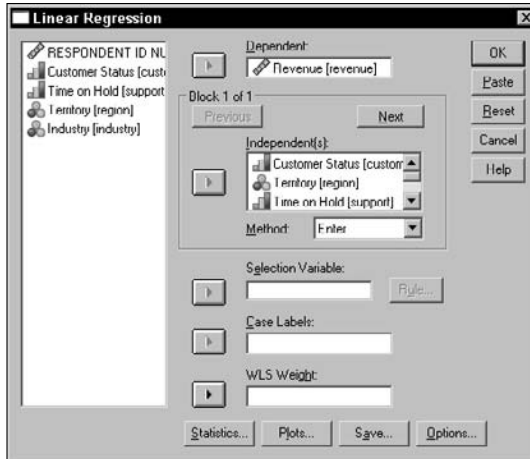 Linear Regression
RESPONDENT ID NU
Customer Status [custo
Time on Hold [support
Territory [region]
Industry [industry]
Dependent:
Revenue [revenue]
Block 1 of 1
Previous
Next
Independent(s):
Customer Status [custom
Territory [region]
Time on Hold [support]
Method:
Enter
Selection Variable:
Rule...
Case Labels:
WLS Weight:
Statistics...
Plots...
Save...
Options...
OK
Paste
Reset
Cancel
Help